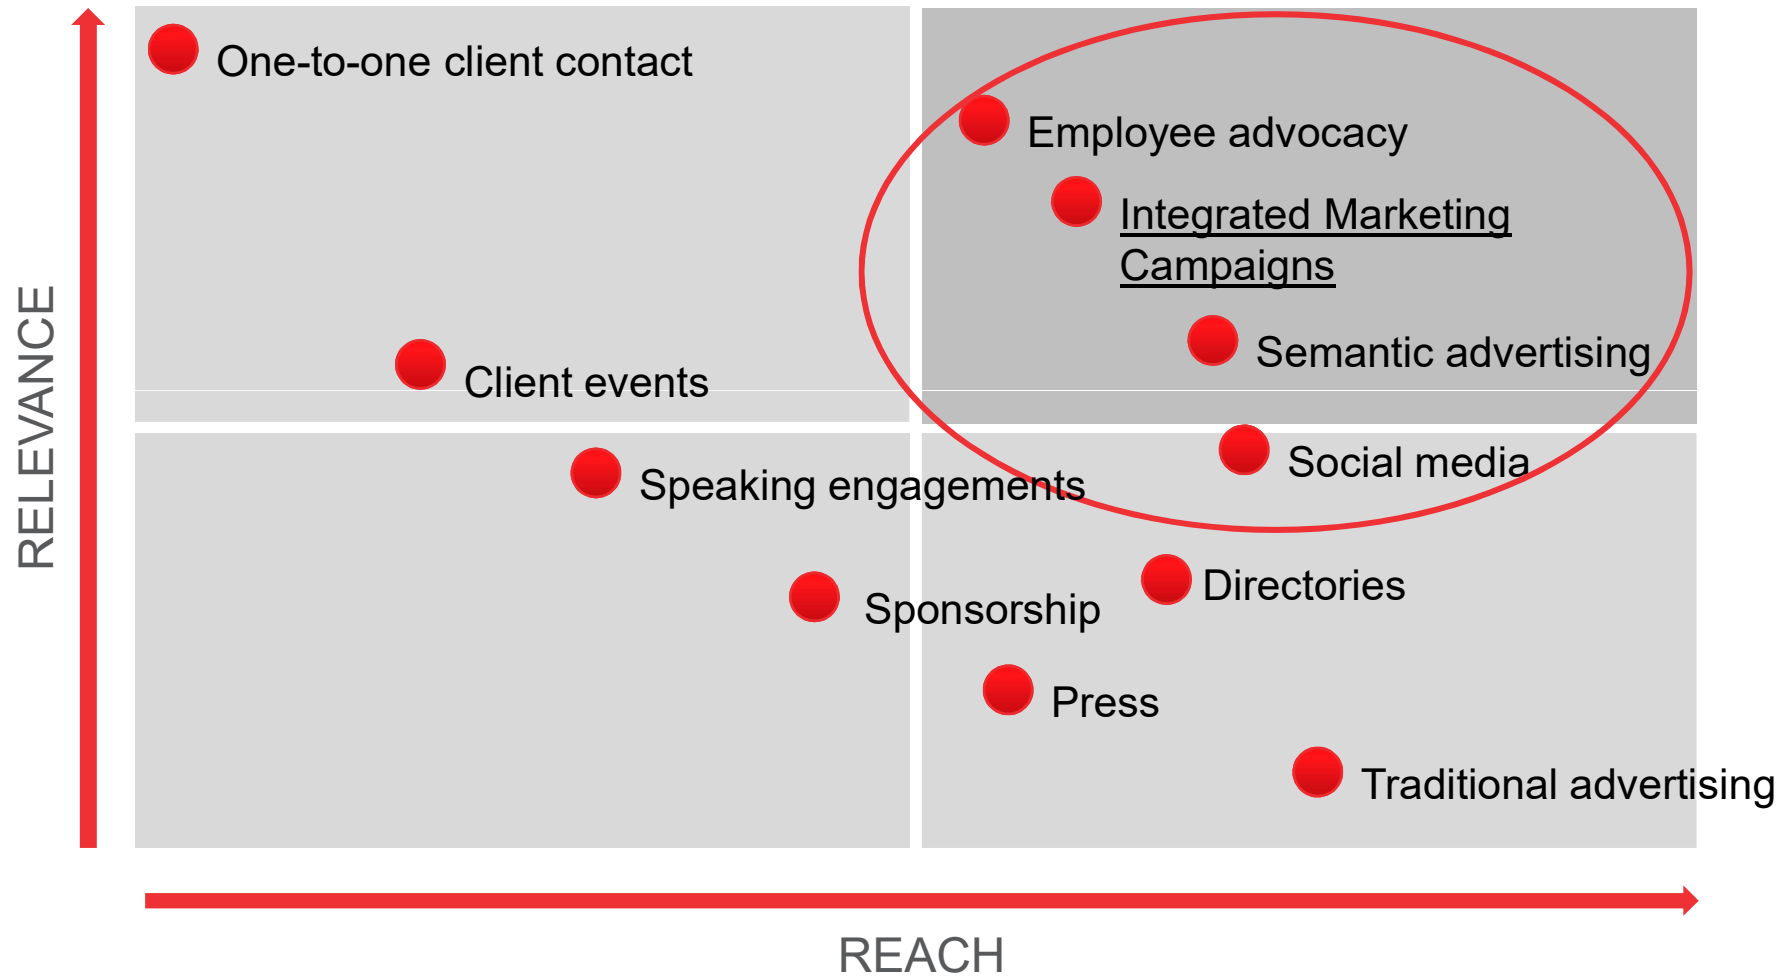 One-to-one client contact
Employee advocacy
Integrated Marketing
Campaigns
Semantic advertising
Client events
Social media
Speaking engagements
Directories
Sponsorship
Press
Traditional advertising
RELEVANCE
REACH